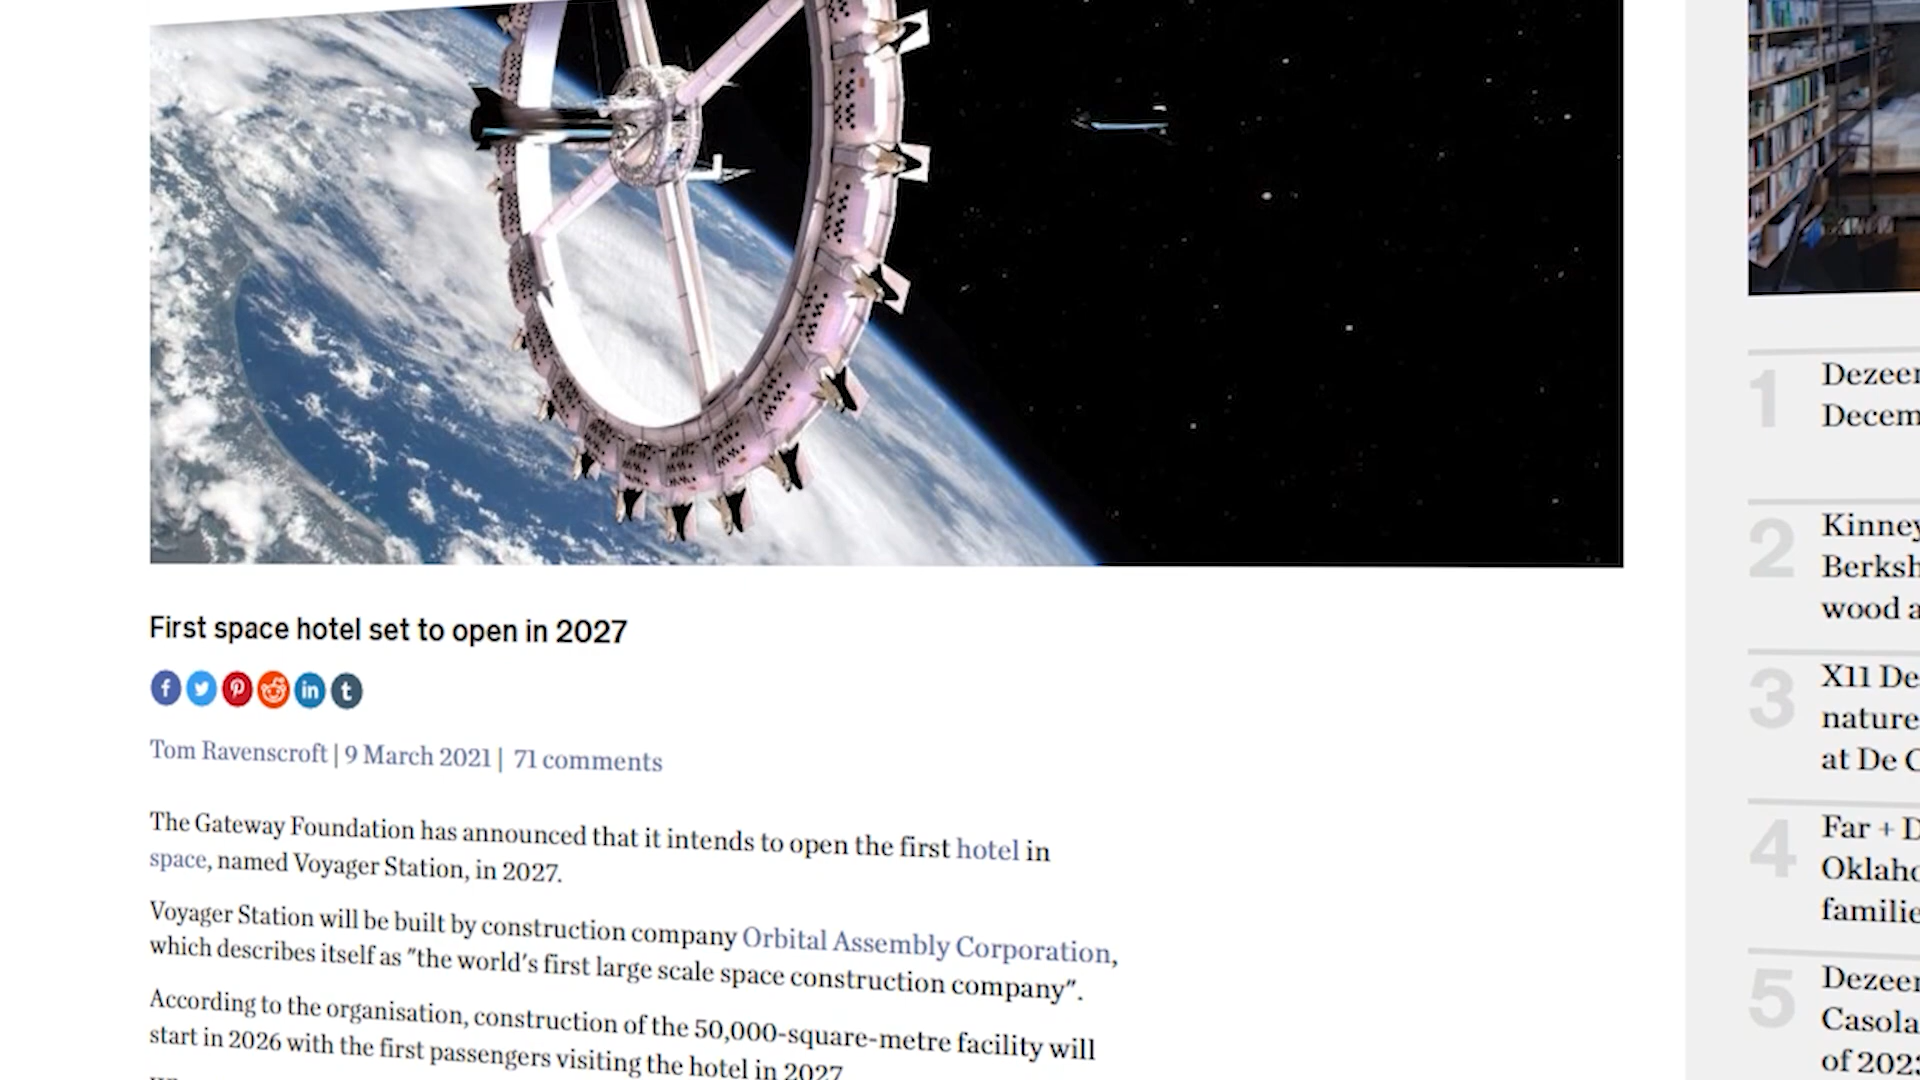 First space hotel set to open in 2027
Tom Ravenscroft | 9 March 2021 | 71 comments
The Gateway Foundation has announced that it intends to open the first hotel in
space, named Voyager Station, in 2027.
Voyager Station will be built by construction company Orbital Assembly Corporation,
which describes itself as "the world's first large scale space construction company".
According to the organisation, construction of the 50,000-square-metre facility will
start in 2026 with the first passengers visiting the hotel in 2027
1
Dezeen
Decem
2
Kinney
Berksh
wood a
3
X11 De
nature
at De C
4
Far + D
Oklaho
familie
5
Dezeen
Casola
of 202